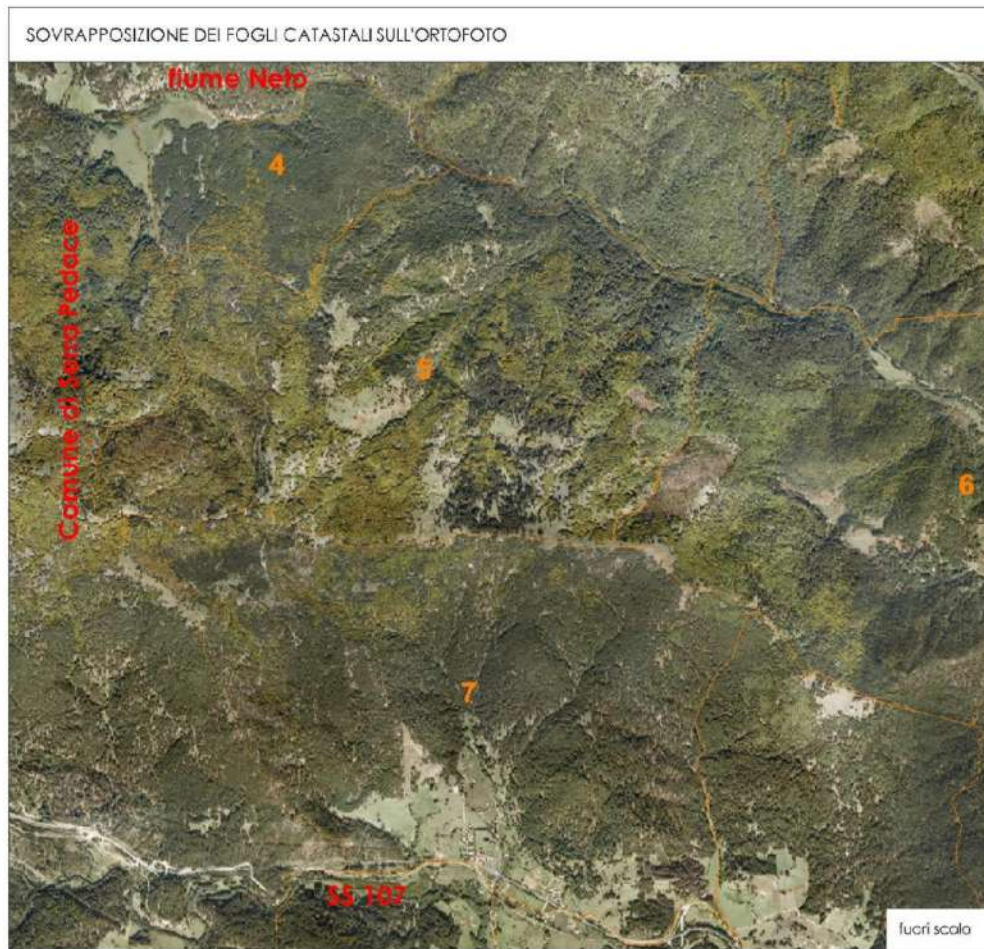 SOVRAPPOSIZIONE DEI FOGLI CATASTALI SULL'ORTOFOTO
fiume Neto
4
Comune di Serra Pedace
5
6
7
SS 107
fuori scala